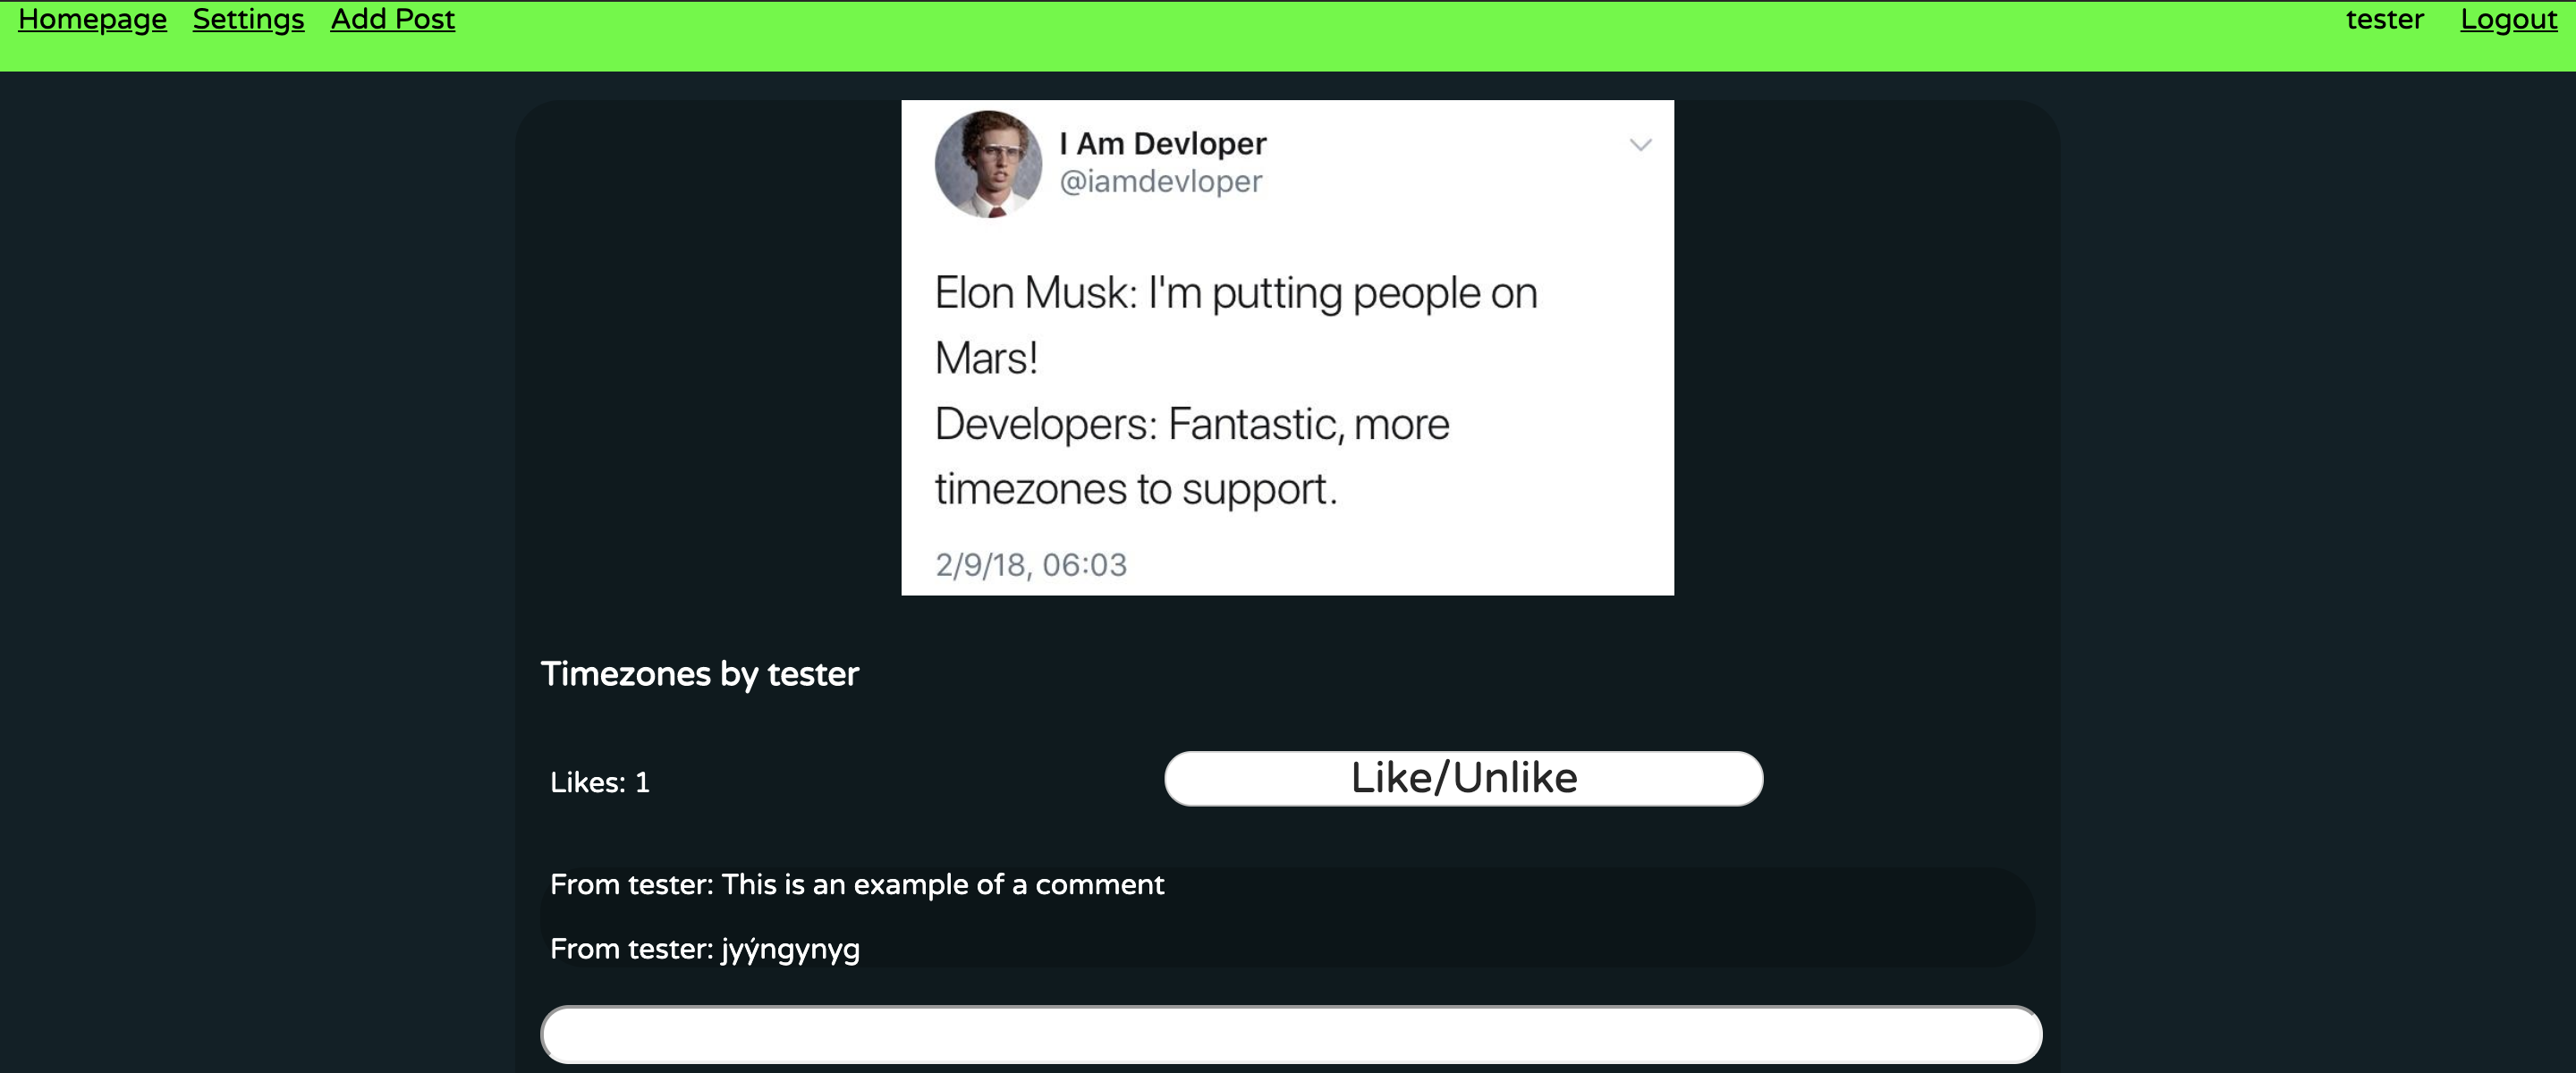 Homepage Settings Add Post tester Logout
I Am Devloper
@iamdevloper
Elon Musk: I'm putting people on
Mars!
Developers: Fantastic, more
timezones to support.
2/9/18, 06:03
Timezones by tester
Likes: 1 Like/Unlike
From tester: This is an example of a comment
From tester: jyýngynyg